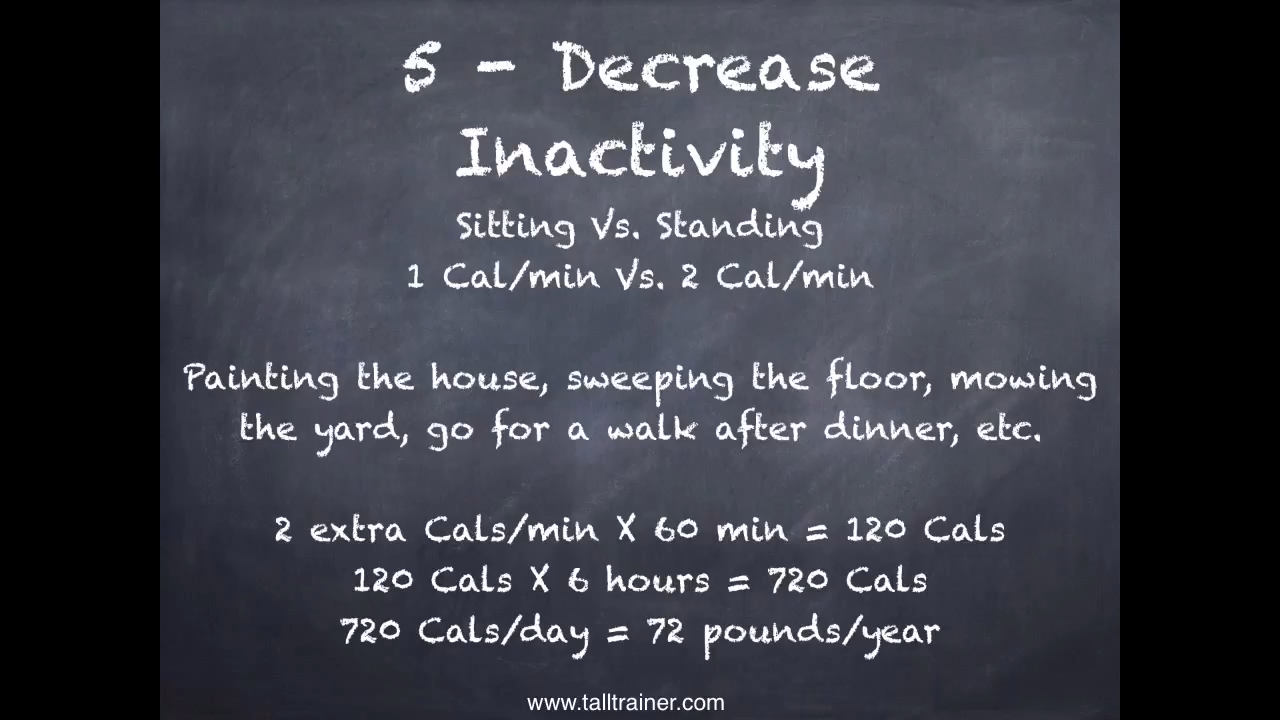 5 - Decrease
Inactivity
Sitting Vs. Standing
1 Cal/min Vs. 2 Cal/min
Painting the house, sweeping the floor, mowing
the yard, go for a walk after dinner, etc.
2 extra Cals/min X 60 min = 120 Cals
120 Cals X 6 hours = 720 Cals
720 Cals/day = 72 pounds/year
www.talltrainer.com